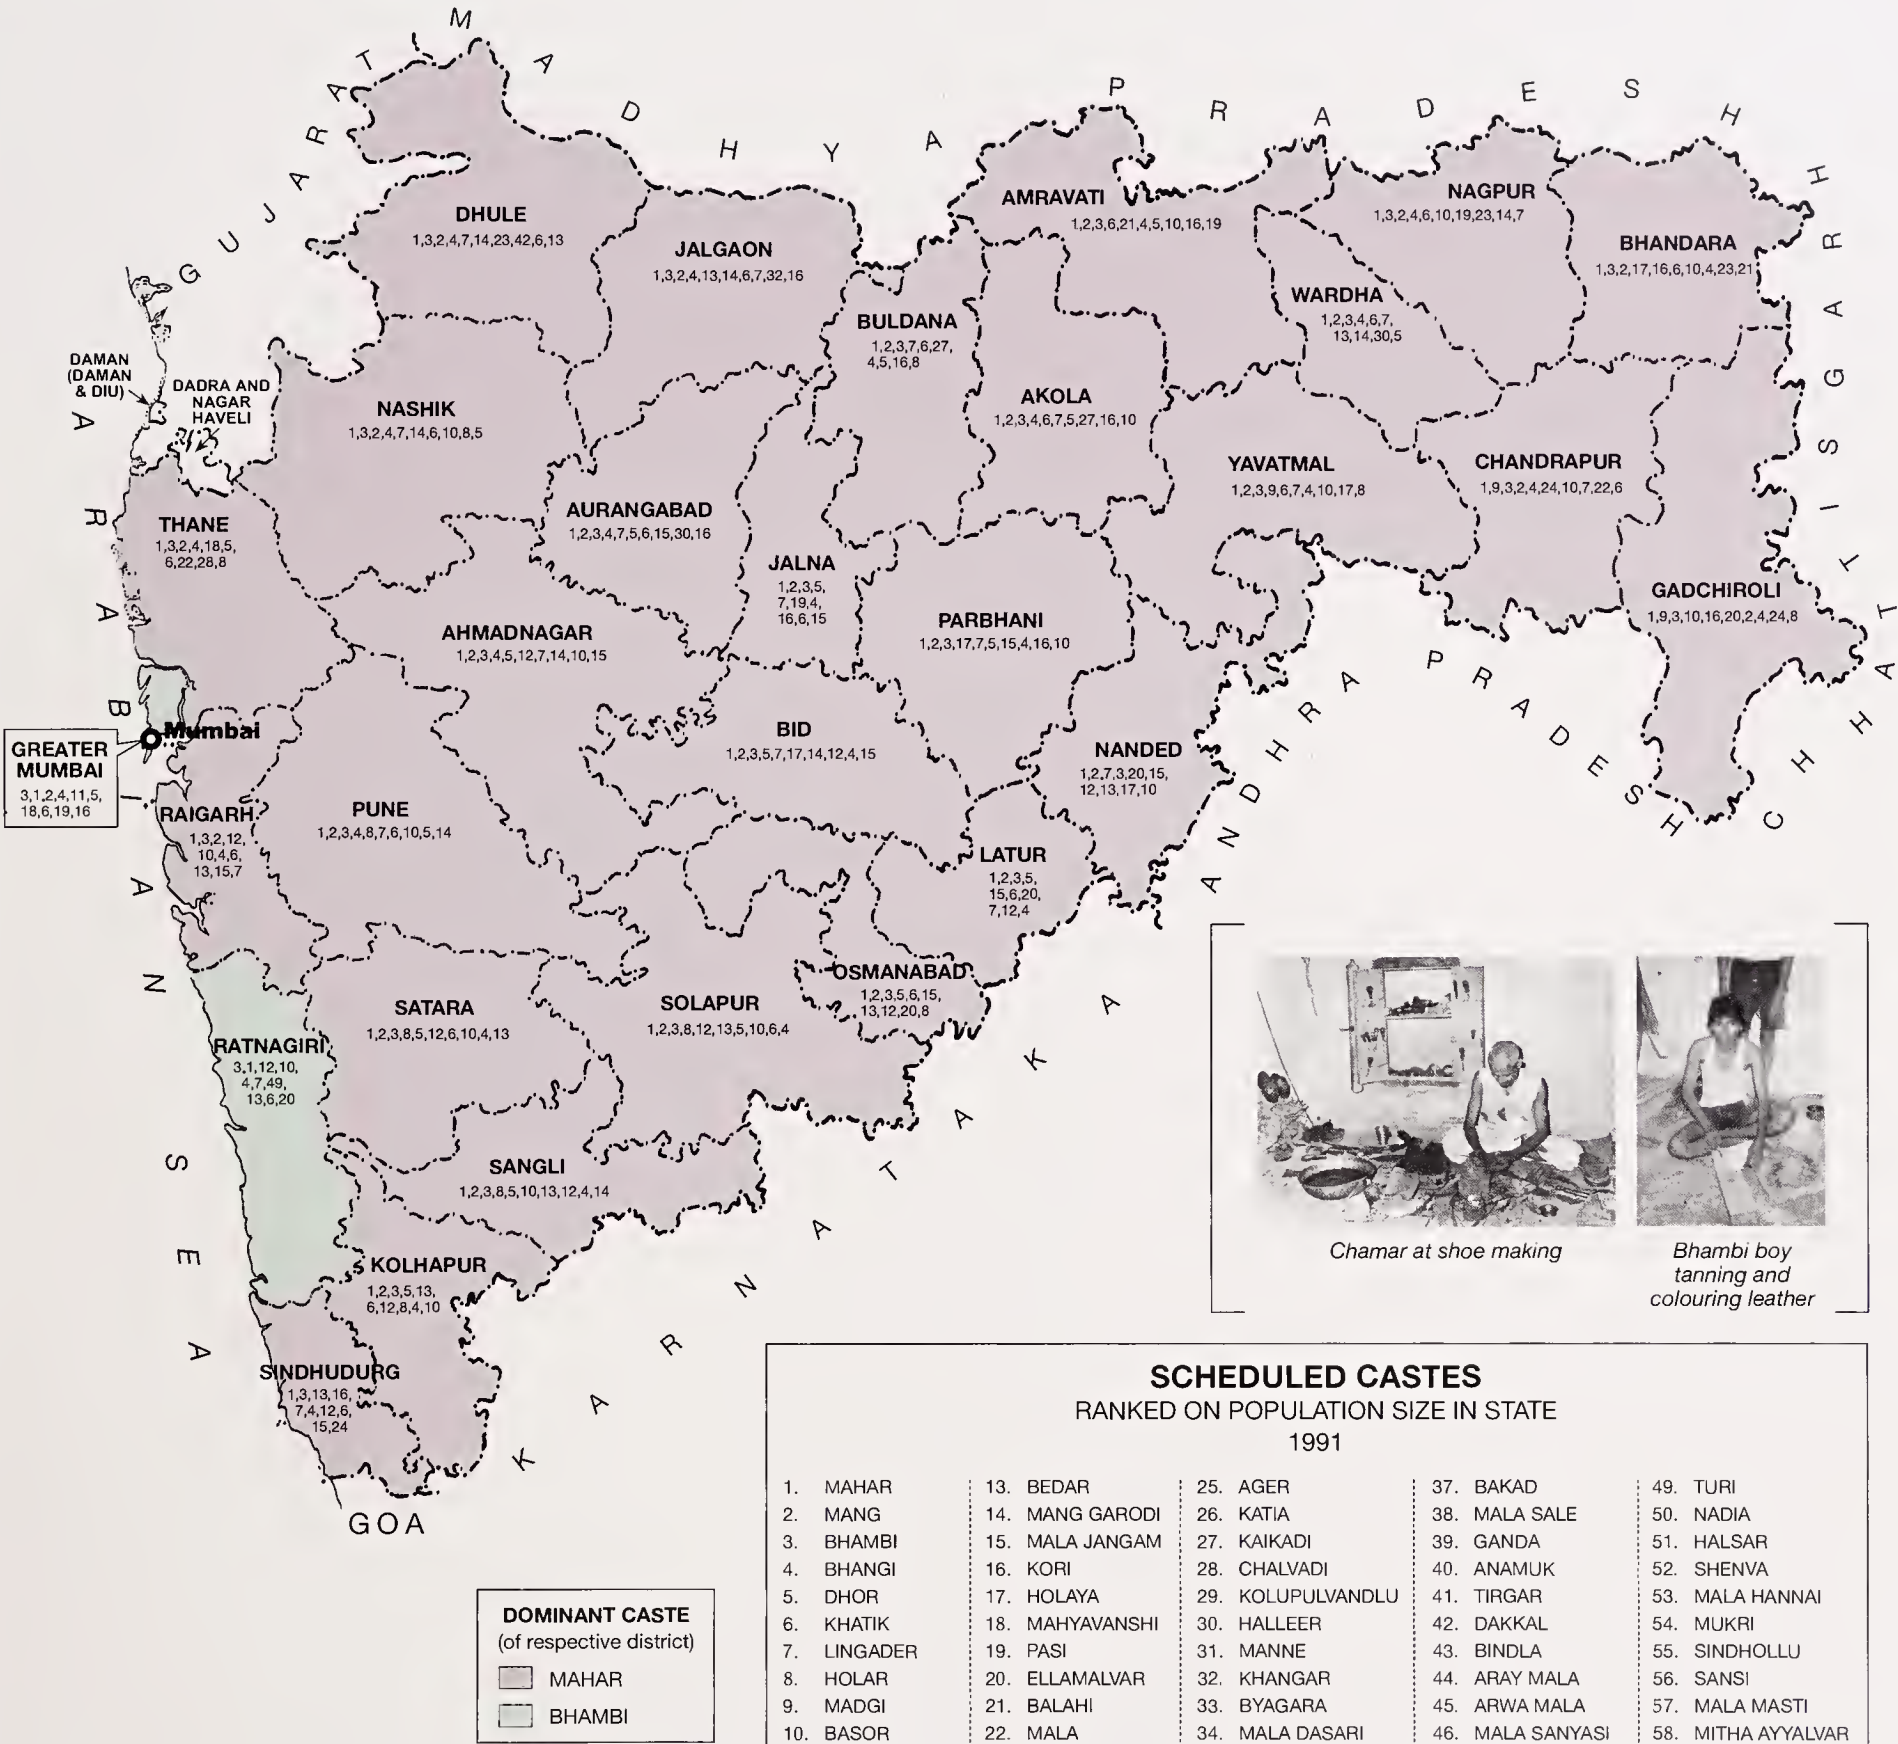 MADHYA PRADESH
GUJARAT
CHHATTISGARH
ANDHRA PRADESH
KARNATAKA
ARABIAN SEA
GOA
DAMAN
(DAMAN
& DIU)
DADRA AND
NAGAR
HAVELI
DHULE
1,3,2,4,7,14,23,42,6,13
JALGAON
1,3,2,4,13,14,6,7,32,16
BULDANA
1,2,3,7,6,27,
4,5,16,8
AMRAVATI
1,2,3,6,21,4,5,10,16,19
NAGPUR
1,3,2,4,6,10,19,23,14,7
BHANDARA
1,3,2,17,16,6,10,4,23,21
WARDHA
1,2,3,4,6,7,
13,14,30,5
AKOLA
1,2,3,4,6,7,5,27,16,10
NASHIK
1,3,2,4,7,14,6,10,8,5
YAVATMAL
1,2,3,9,6,7,4,10,17,8
CHANDRAPUR
1,9,3,2,4,24,10,7,22,6
AURANGABAD
1,2,3,4,7,5,6,15,30,16
THANE
1,3,2,4,18,5,
6,22,28,8
JALNA
1,2,3,5,
7,19,4,
16,6,15
GADCHIROLI
1,9,3,10,16,20,2,4,24,8
PARBHANI
1,2,3,17,7,5,15,4,16,10
AHMADNAGAR
1,2,3,4,5,12,7,14,10,15
BID
1,2,3,5,7,17,14,12,4,15
NANDED
1,2,7,3,20,15,
12,13,17,10
Mumbai
GREATER
MUMBAI
3,1,2,4,11,5,
18,6,19,16
RAIGARH
1,3,2,12,
10,4,6,
13,15,7
PUNE
1,2,3,4,8,7,6,10,5,14
LATUR
1,2,3,5,
15,6,20,
7,12,4
OSMANABAD
1,2,3,5,6,15,
13,12,20,8
SOLAPUR
1,2,3,8,12,13,5,10,6,4
SATARA
1,2,3,8,5,12,6,10,4,13
RATNAGIRI
3,1,12,10,
4,7,49,
13,6,20
SANGLI
1,2,3,8,5,10,13,12,4,14
KOLHAPUR
1,2,3,5,13,
6,12,8,4,10
SINDHUDURG
1,3,13,16,
7,4,12,6,
15,24
Chamar at shoe making
Bhambi boy
tanning and
colouring leather
SCHEDULED CASTES
RANKED ON POPULATION SIZE IN STATE
1991
1. MAHAR
2. MANG
3. BHAMBI
4. BHANGI
5. DHOR
6. KHATIK
7. LINGADER
8. HOLAR
9. MADGI
10. BASOR
13. BEDAR
14. MANG GARODI
15. MALA JANGAM
16. KORI
17. HOLAYA
18. MAHYAVANSHI
19. PASI
20. ELLAMALVAR
21. BALAHI
22. MALA
25. AGER
26. KATIA
27. KAIKADI
28. CHALVADI
29. KOLUPULVANDLU
30. HALLEER
31. MANNE
32. KHANGAR
33. BYAGARA
34. MALA DASARI
37. BAKAD
38. MALA SALE
39. GANDA
40. ANAMUK
41. TIRGAR
42. DAKKAL
43. BINDLA
44. ARAY MALA
45. ARWA MALA
46. MALA SANYASI
49. TURI
50. NADIA
51. HALSAR
52. SHENVA
53. MALA HANNAI
54. MUKRI
55. SINDHOLLU
56. SANSI
57. MALA MASTI
58. MITHA AYYALVAR
DOMINANT CASTE
(of respective district)
MAHAR
BHAMBI